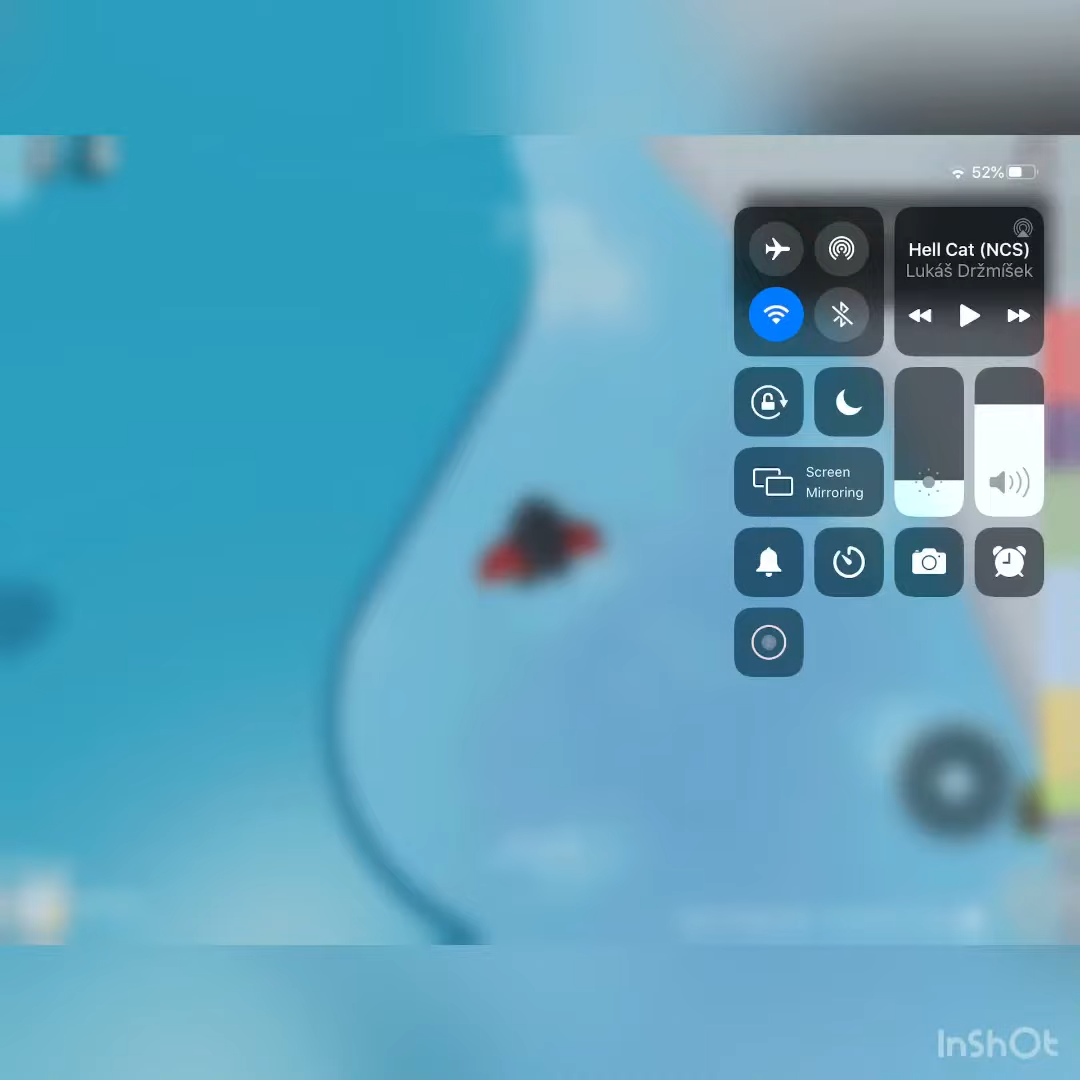 52%
Hell Cat (NCS)
Lukáš Držmíšek
Screen
Mirroring
InShOt